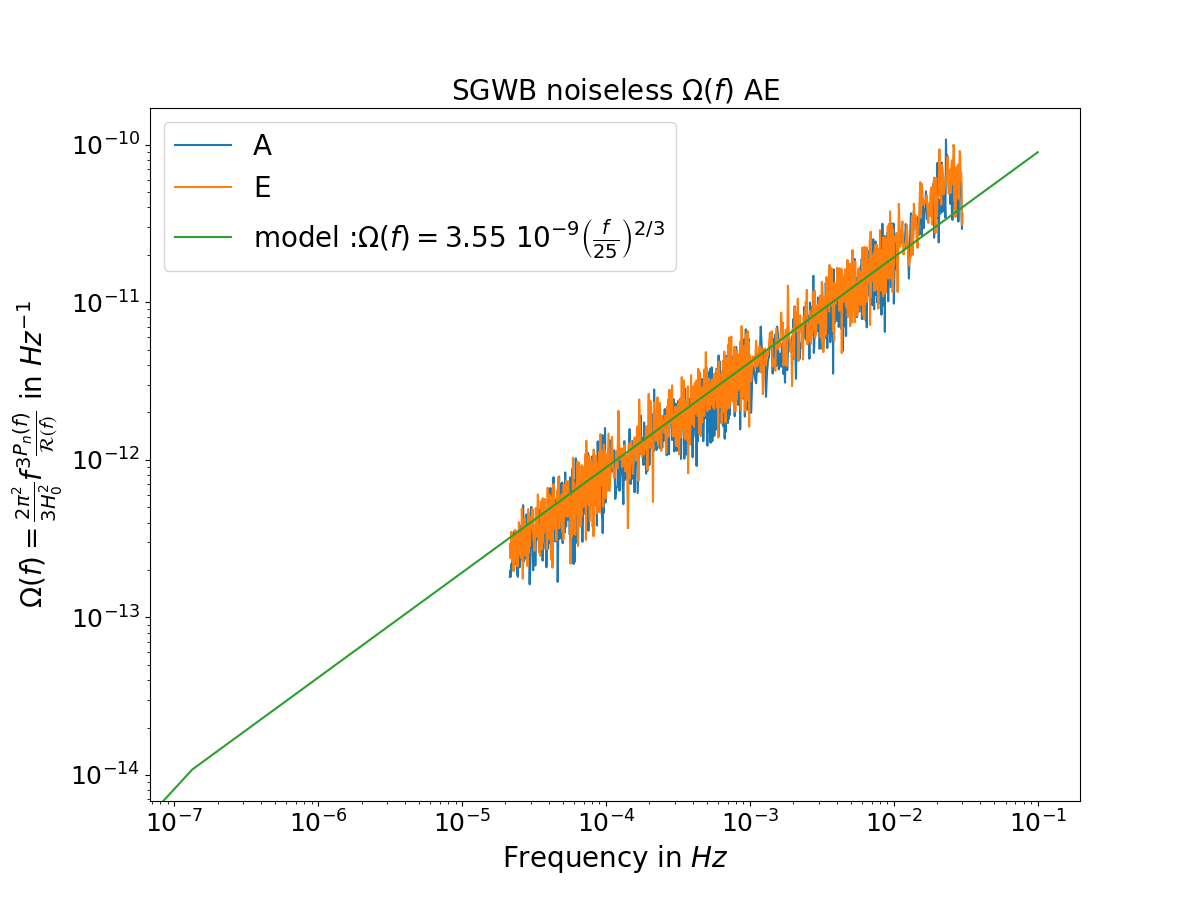 SGWB noiseless Ω(f) AE
A
E
model :Ω(f) = 3.55 10⁻⁹(f/25)^{2/3}
Ω(f) = \frac{2π²}{3H₀²} f³ \frac{Pₙ(f)}{ℛ(f)} in Hz⁻¹
10⁻¹⁰
10⁻¹¹
10⁻¹²
10⁻¹³
10⁻¹⁴
10⁻⁷ 10⁻⁶ 10⁻⁵ 10⁻⁴ 10⁻³ 10⁻² 10⁻¹
Frequency in Hz